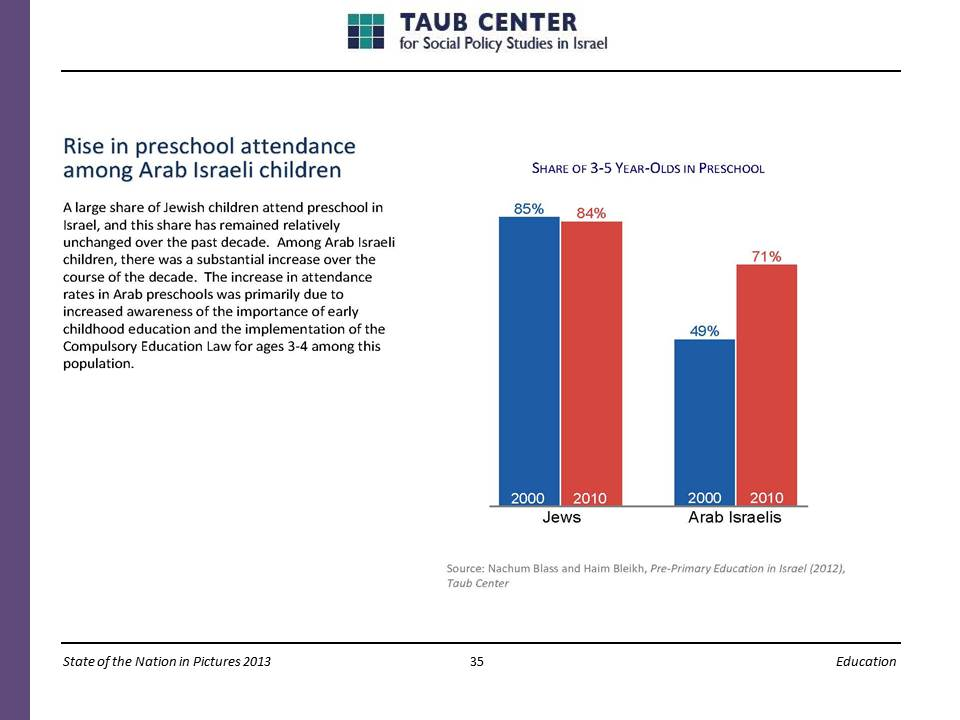 TAUB CENTER
for Social Policy Studies in Israel
Rise in preschool attendance
among Arab Israeli children
A large share of Jewish children attend preschool in
Israel, and this share has remained relatively
unchanged over the past decade.  Among Arab Israeli
children, there was a substantial increase over the
course of the decade.  The increase in attendance
rates in Arab preschools was primarily due to
increased awareness of the importance of early
childhood education and the implementation of the
Compulsory Education Law for ages 3-4 among this
population.
SHARE OF 3-5 YEAR-OLDS IN PRESCHOOL
85%
84%
71%
49%
2000 2010 2000 2010
Jews Arab Israelis
Source: Nachum Blass and Haim Bleikh, Pre-Primary Education in Israel (2012),
Taub Center
State of the Nation in Pictures 2013 35 Education